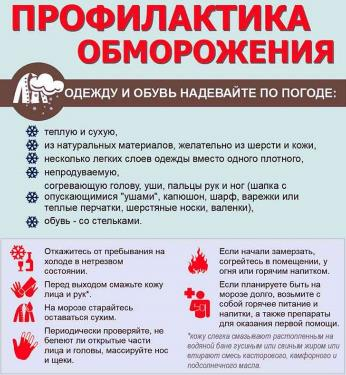 ПРОФИЛАКТИКА
ОБМОРОЖЕНИЯ
ОДЕЖДУ И ОБУВЬ НАДЕВАЙТЕ ПО ПОГОДЕ:
теплую и сухую,
из натуральных материалов, желательно из шерсти и кожи,
несколько легких слоев одежды вместо одного плотного,
непродуваемую,
согревающую голову, уши, пальцы рук и ног (шапка с
опускающимися "ушами", капюшон, шарф, варежки или
теплые перчатки, шерстяные носки, валенки),
обувь - со стельками.
Откажитесь от пребывания на
холоде в нетрезвом
состоянии.
Перед выходом смажьте кожу
лица и рук*.
На морозе старайтесь
оставаться сухим.
Периодически проверяйте, не
белеют ли открытые части
лица и головы, массируйте нос
и щеки.
Если начали замерзать,
согрейтесь в помещении, у
огня или горячим напитком.
Если планируете быть на
морозе долго, возьмите с
собой горячее питание и
напитки, а также препараты
для оказания первой помощи.
*кожу слегка смазывают растопленным на
водяной бане гусиным или свиным жиром или
втирают смесь касторового, камфорного и
подсолнечного масла.